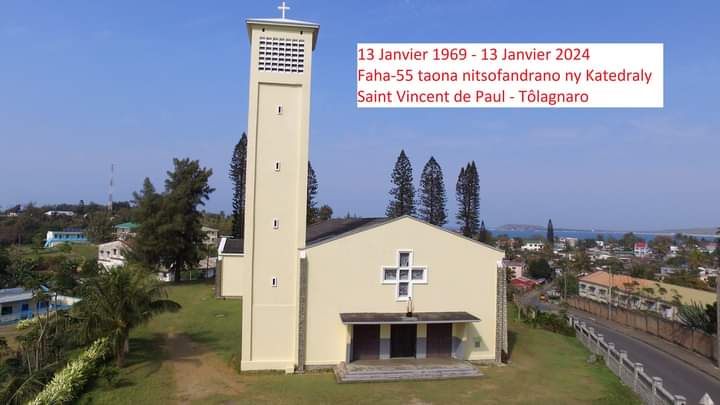 13 Janvier 1969 - 13 Janvier 2024
Faha-55 taona nitsofandrano ny Katedraly
Saint Vincent de Paul - Tôlagnaro